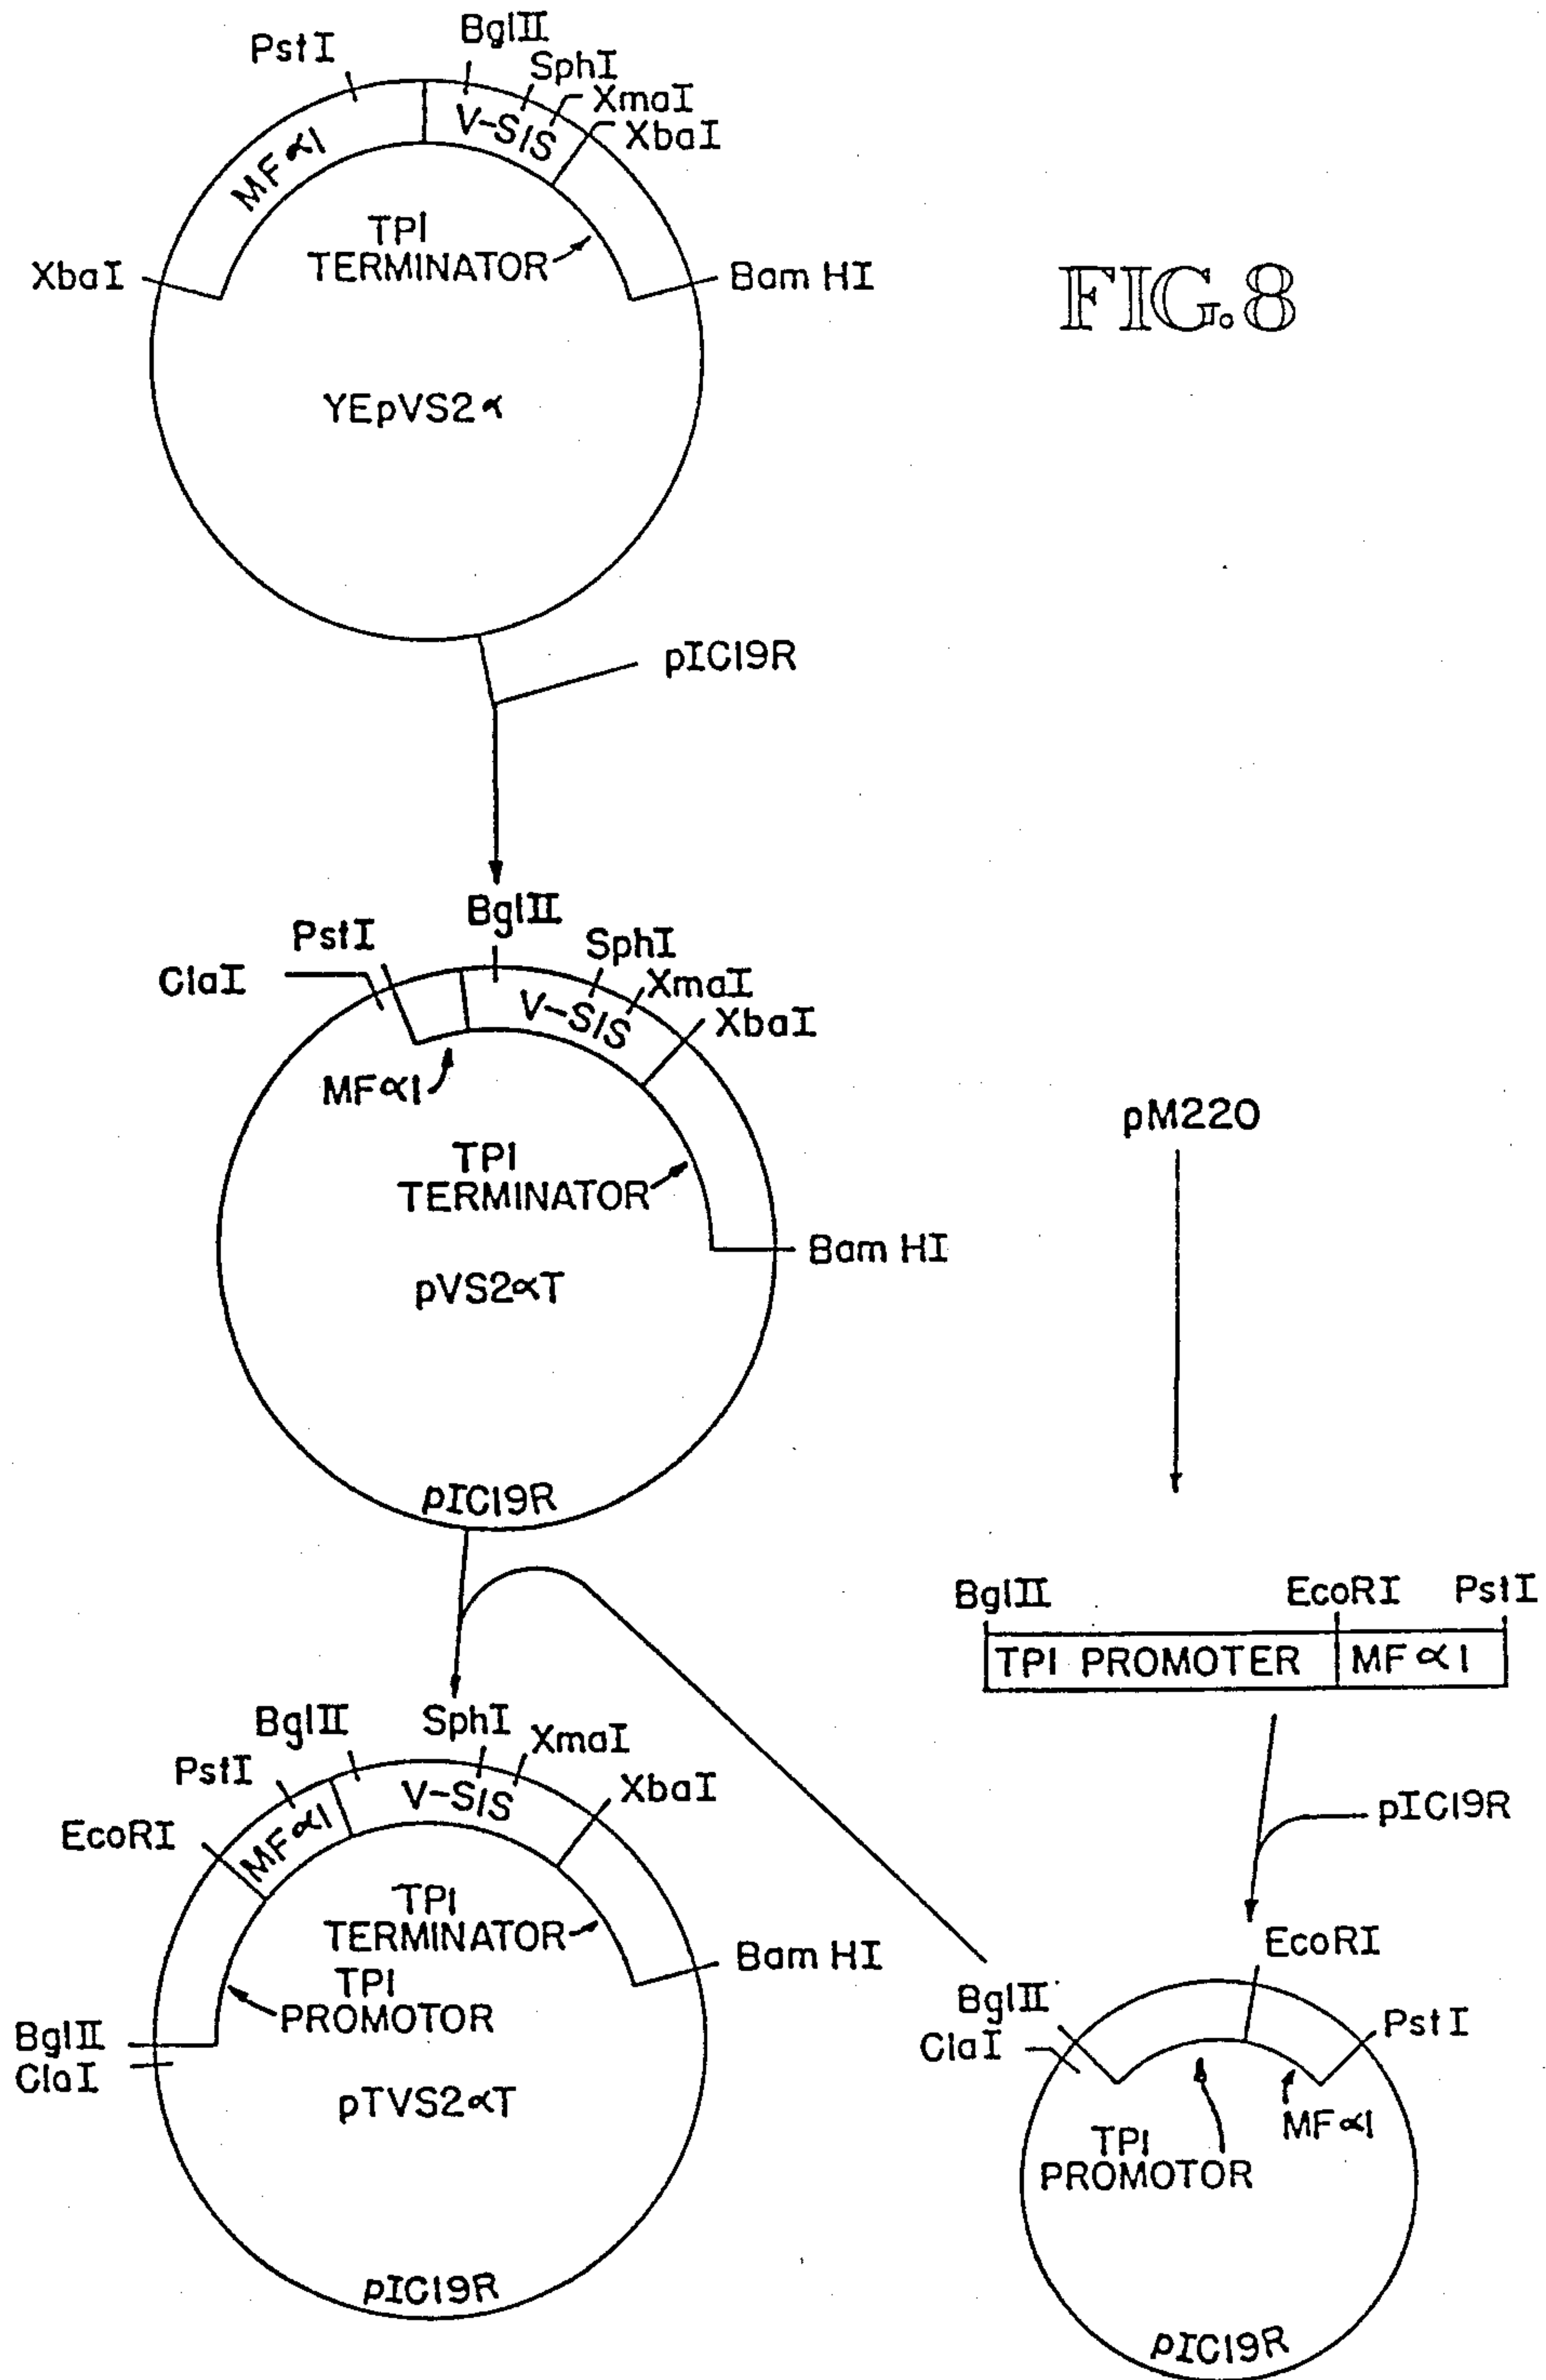 PstI
BglII
SphI
XmaI
XbaI
MFα1
V-SIS
TPI
TERMINATOR
XbaI
Bam HI
FIG. 8
YEpVS2α
pIC19R
BglII
PstI
SphI
ClaI
XmaI
V-SIS
XbaI
MFα1
TPI
TERMINATOR
pM220
Bam HI
pVS2αT
pIC19R
BglII
EcoRI
PstI
TPI PROMOTER
MFα1
BglII
SphI
XmaI
PstI
XbaI
V-SIS
EcoRI
MFα1
pIC19R
TPI
TERMINATOR
EcoRI
Bam HI
TPI
PROMOTOR
BglII
PstI
BglII
ClaI
ClaI
pTVS2αT
MFα1
TPI
PROMOTOR
pIC19R
pIC19R